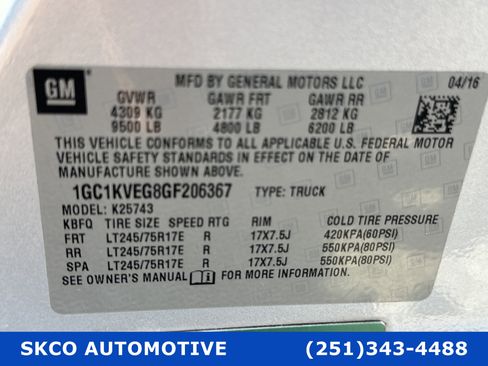 GM
MFD BY GENERAL MOTORS LLC 04/16
GVWR GAWR FRT GAWR RR
4309 KG 2177 KG 2812 KG
9500 LB 4800 LB 6200 LB
THIS VEHICLE CONFORMS TO ALL APPLICABLE U.S. FEDERAL MOTOR
VEHICLE SAFETY STANDARDS IN EFFECT ON THE DATE OF
MANUFACTURE SHOWN ABOVE.
1GC1KVEG8GF206367 TYPE: TRUCK
MODEL: K25743
KBFQ TIRE SIZE SPEED RTG RIM COLD TIRE PRESSURE
FRT LT245/75R17E R 17X7.5J 420KPA(60PSI)
RR LT245/75R17E R 17X7.5J 550KPA(80PSI)
SPA LT245/75R17E R 17X7.5J 550KPA(80PSI)
SEE OWNER'S MANUAL FOR MORE INFORMATION
SKCO AUTOMOTIVE (251)343-4488